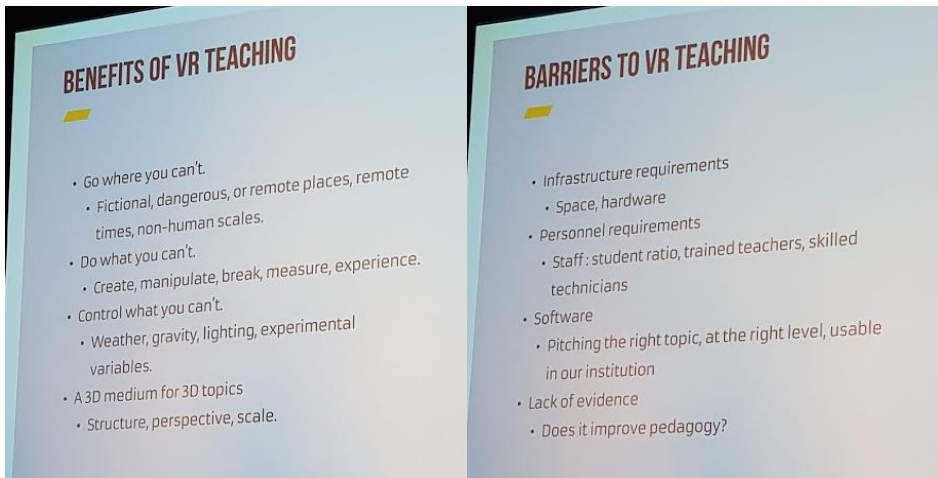 BENEFITS OF VR TEACHING
• Go where you can't.
• Fictional, dangerous, or remote places, remote
times, non-human scales.
• Do what you can't.
• Create, manipulate, break, measure, experience.
• Control what you can't.
• Weather, gravity, lighting, experimental
variables.
• A 3D medium for 3D topics
• Structure, perspective, scale.
BARRIERS TO VR TEACHING
• Infrastructure requirements
• Space, hardware
• Personnel requirements
• Staff : student ratio, trained teachers, skilled
technicians
• Software
• Pitching the right topic, at the right level, usable
in our institution
• Lack of evidence
• Does it improve pedagogy?